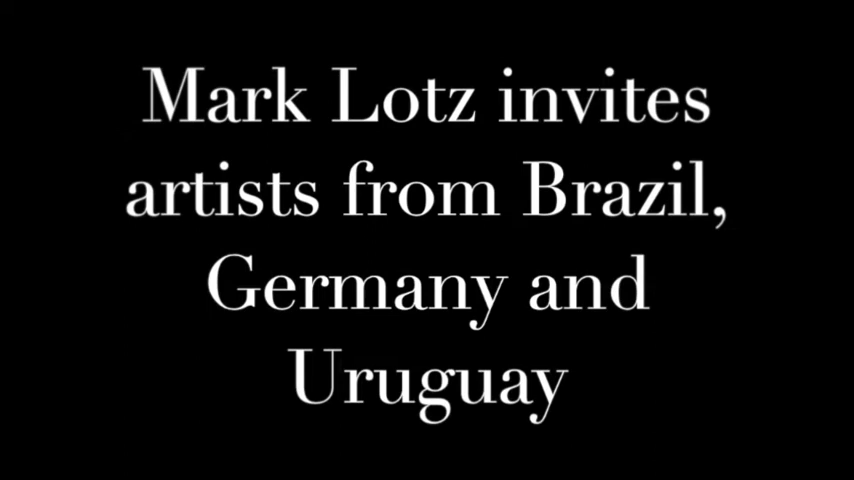 Mark Lotz invites
artists from Brazil,
Germany and
Uruguay